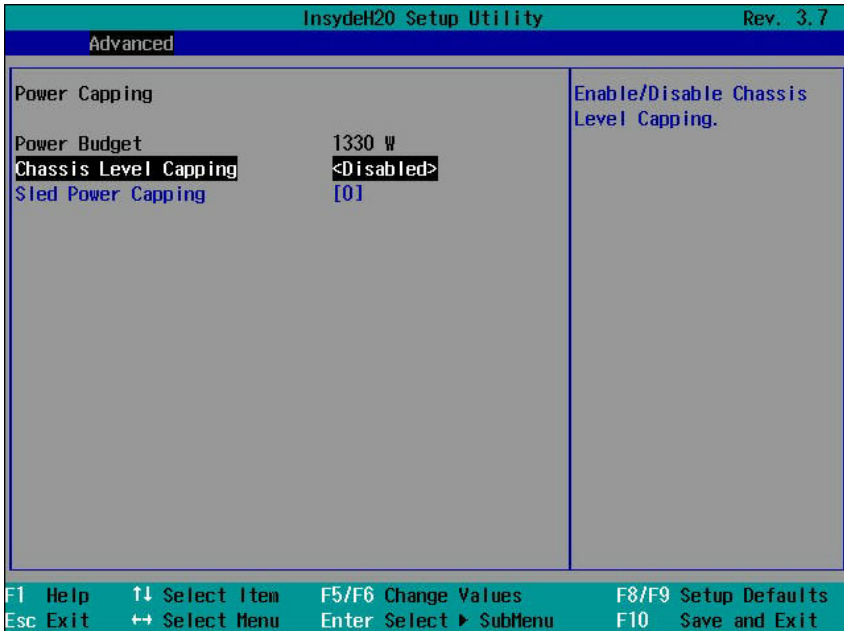 InsydeH20 Setup Utility Rev. 3.7
Advanced
Power Capping
Power Budget 1330 W
Chassis Level Capping <Disabled>
Sled Power Capping [0]
Enable/Disable Chassis
Level Capping.
F1 Help ↑↓ Select Item F5/F6 Change Values F8/F9 Setup Defaults
Esc Exit ↔ Select Menu Enter Select ▶ SubMenu F10 Save and Exit